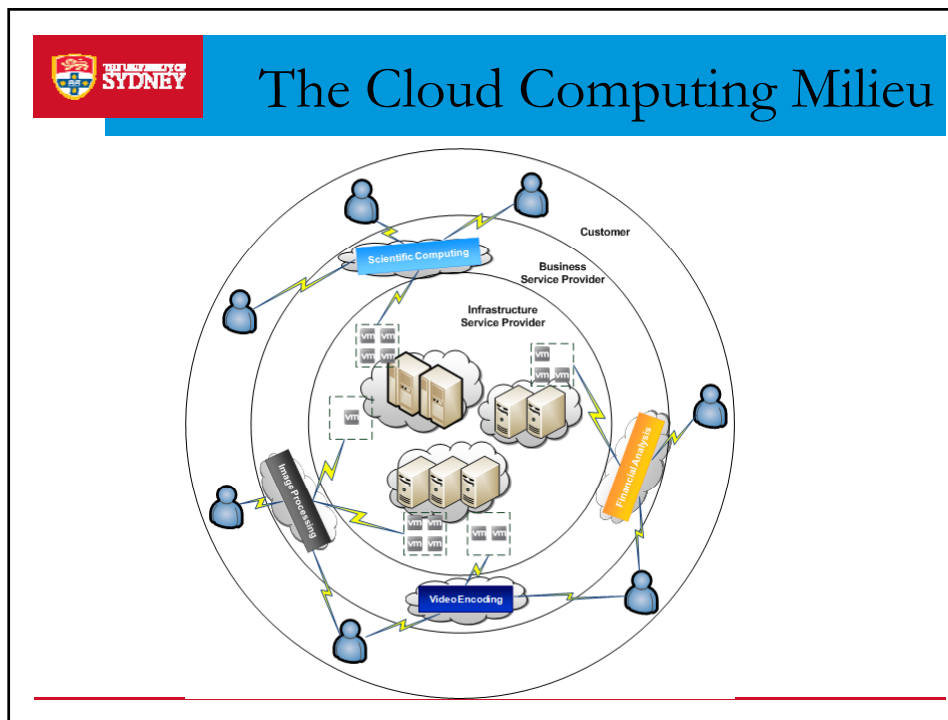 THE UNIVERSITY OF
SYDNEY
The Cloud Computing Milieu
Customer
Scientific Computing
Business
Service Provider
Infrastructure
Service Provider
vm vm
vm vm
vm
vm vm
vm
Financial Analysis
Image Processing
vm vm
vm vm
vm vm
Video Encoding